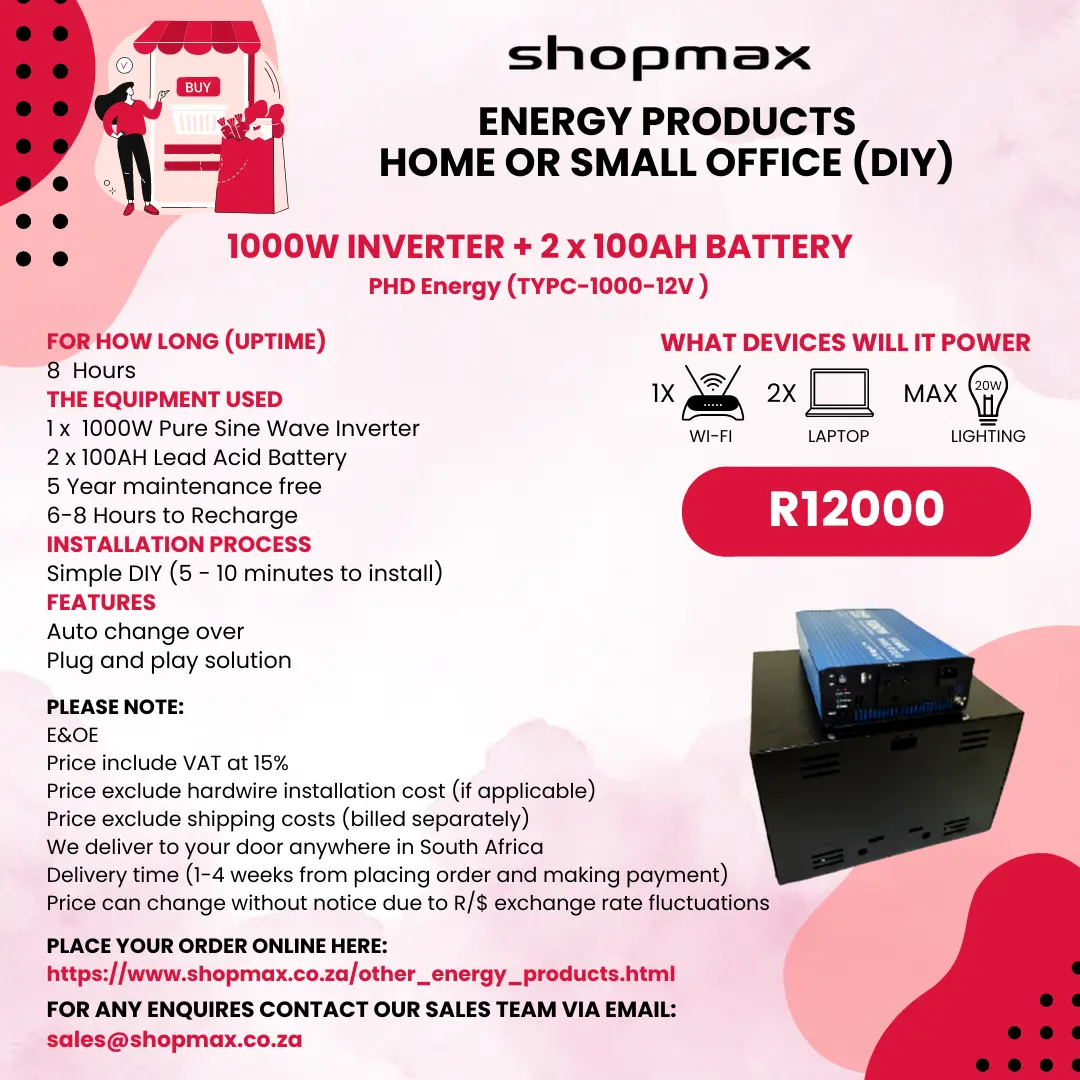 BUY
shopmax
ENERGY PRODUCTS
HOME OR SMALL OFFICE (DIY)
1000W INVERTER + 2 x 100AH BATTERY
PHD Energy (TYPC-1000-12V )
FOR HOW LONG (UPTIME)
8  Hours
THE EQUIPMENT USED
1 x  1000W Pure Sine Wave Inverter
2 x 100AH Lead Acid Battery
5 Year maintenance free
6-8 Hours to Recharge
INSTALLATION PROCESS
Simple DIY (5 - 10 minutes to install)
FEATURES
Auto change over
Plug and play solution
WHAT DEVICES WILL IT POWER
1X
2X
MAX
20W
WI-FI
LAPTOP
LIGHTING
R12000
PLEASE NOTE:
E&OE
Price include VAT at 15%
Price exclude hardwire installation cost (if applicable)
Price exclude shipping costs (billed separately)
We deliver to your door anywhere in South Africa
Delivery time (1-4 weeks from placing order and making payment)
Price can change without notice due to R/$ exchange rate fluctuations
PLACE YOUR ORDER ONLINE HERE:
https://www.shopmax.co.za/other_energy_products.html
FOR ANY ENQUIRES CONTACT OUR SALES TEAM VIA EMAIL:
sales@shopmax.co.za